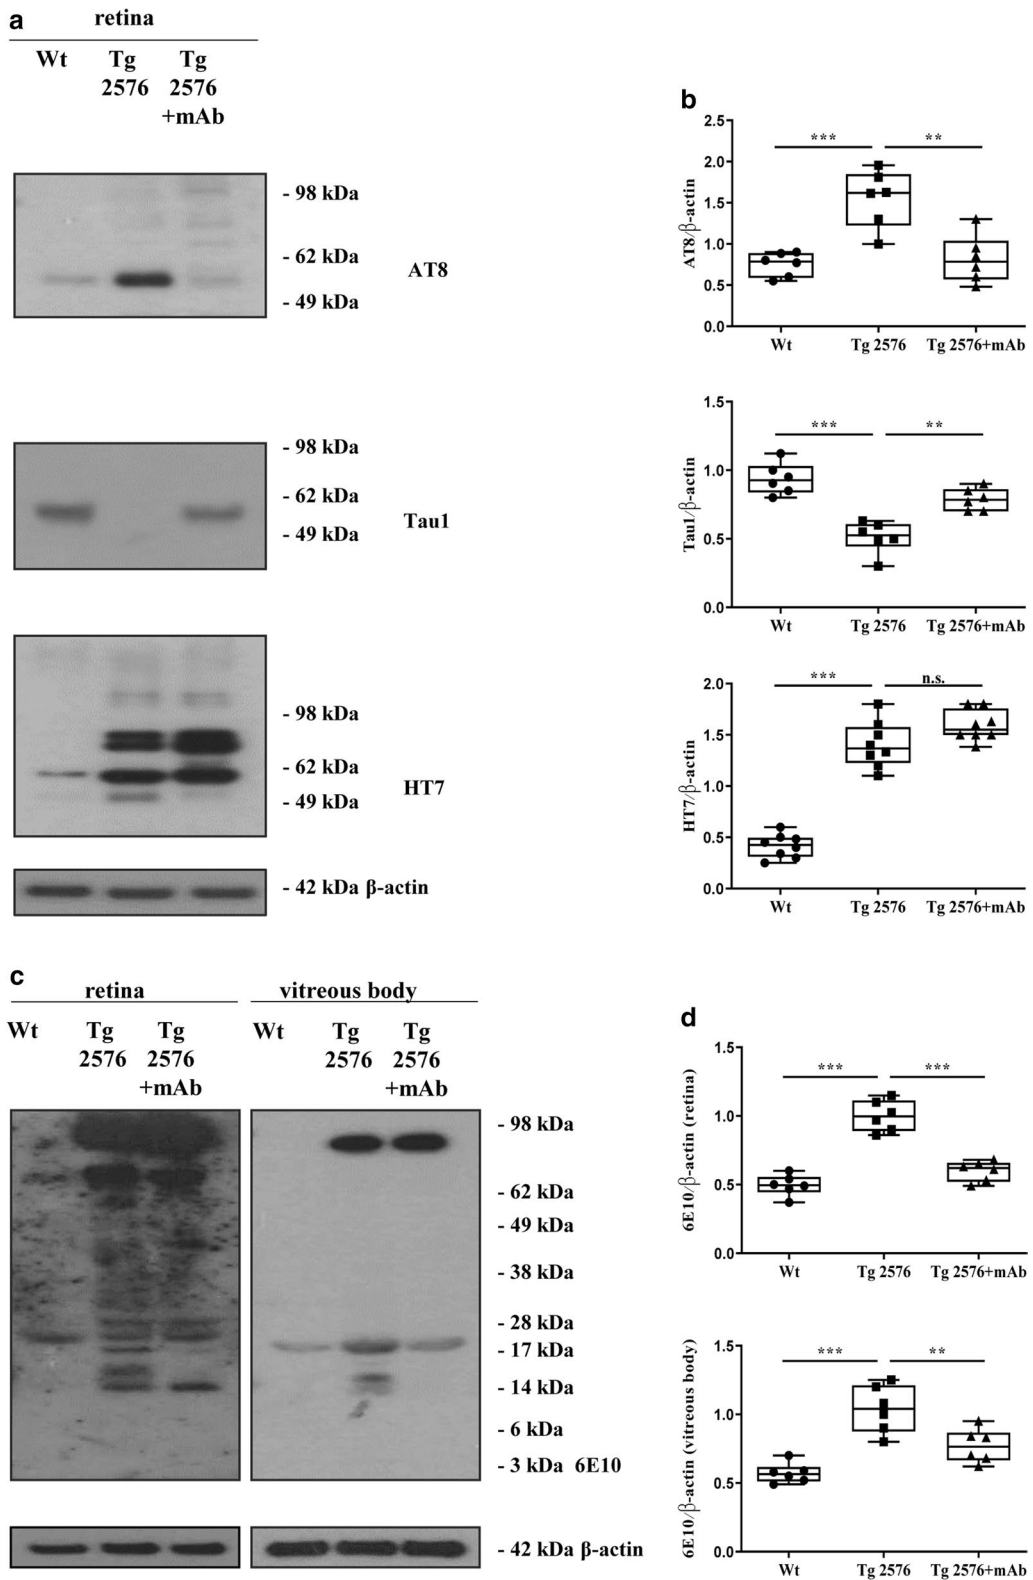 a
retina
Wt Tg Tg
2576 2576
+mAb
- 98 kDa
- 62 kDa
AT8
- 49 kDa
- 98 kDa
- 62 kDa
Tau1
- 49 kDa
- 98 kDa
- 62 kDa
HT7
- 49 kDa
- 42 kDa β-actin
b
AT8/β-actin
2.5
2.0
1.5
1.0
0.5
0.0
*** **
Wt Tg 2576 Tg 2576+mAb
Tau1/β-actin
1.5
1.0
0.5
0.0
*** **
Wt Tg 2576 Tg 2576+mAb
HT7/β-actin
2.0
1.5
1.0
0.5
0.0
*** n.s.
Wt Tg 2576 Tg 2576+mAb
c
retina vitreous body
Wt Tg Tg Wt Tg Tg
2576 2576 2576 2576
+mAb +mAb
- 98 kDa
- 62 kDa
- 49 kDa
- 38 kDa
- 28 kDa
- 17 kDa
- 14 kDa
- 6 kDa
- 3 kDa 6E10
- 42 kDa β-actin
d
6E10/β-actin (retina)
1.5
1.0
0.5
0.0
*** ***
Wt Tg 2576 Tg 2576+mAb
6E10/β-actin (vitreous body)
1.5
1.0
0.5
0.0
*** **
Wt Tg 2576 Tg 2576+mAb